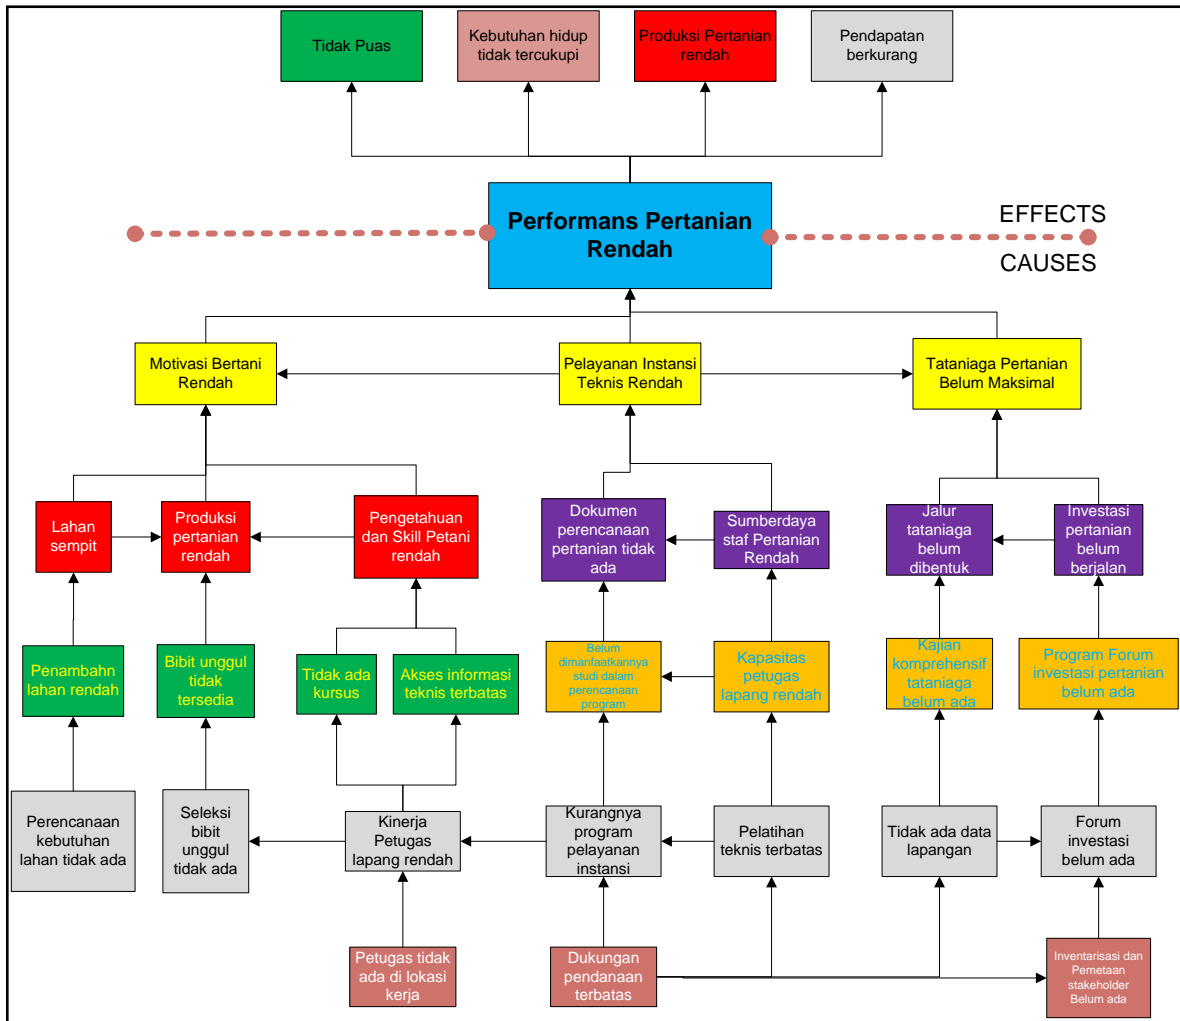 Tidak Puas
Kebutuhan hidup
tidak tercukupi
Produksi Pertanian
rendah
Pendapatan
berkurang
Performans Pertanian
Rendah
EFFECTS
CAUSES
Motivasi Bertani
Rendah
Pelayanan Instansi
Teknis Rendah
Tataniaga Pertanian
Belum Maksimal
Lahan
sempit
Produksi
pertanian
rendah
Pengetahuan
dan Skill Petani
rendah
Dokumen
perencanaan
pertanian tidak
ada
Sumberdaya
staf Pertanian
Rendah
Jalur
tataniaga
belum
dibentuk
Investasi
pertanian
belum
berjalan
Penambahn
lahan rendah
Bibit unggul
tidak
tersedia
Tidak ada
kursus
Akses informasi
teknis terbatas
Belum
dimanfaatkannya
studi dalam
perencanaan
program
Kapasitas
petugas
lapang rendah
Kajian
komprehensif
tataniaga
belum ada
Program Forum
investasi pertanian
belum ada
Perencanaan
kebutuhan
lahan tidak ada
Seleksi
bibit
unggul
tidak ada
Kinerja
Petugas
lapang rendah
Kurangnya
program
pelayanan
instansi
Pelatihan
teknis terbatas
Tidak ada data
lapangan
Forum
investasi
belum ada
Petugas tidak
ada di lokasi
kerja
Dukungan
pendanaan
terbatas
Inventarisasi dan
Pemetaan
stakeholder
Belum ada